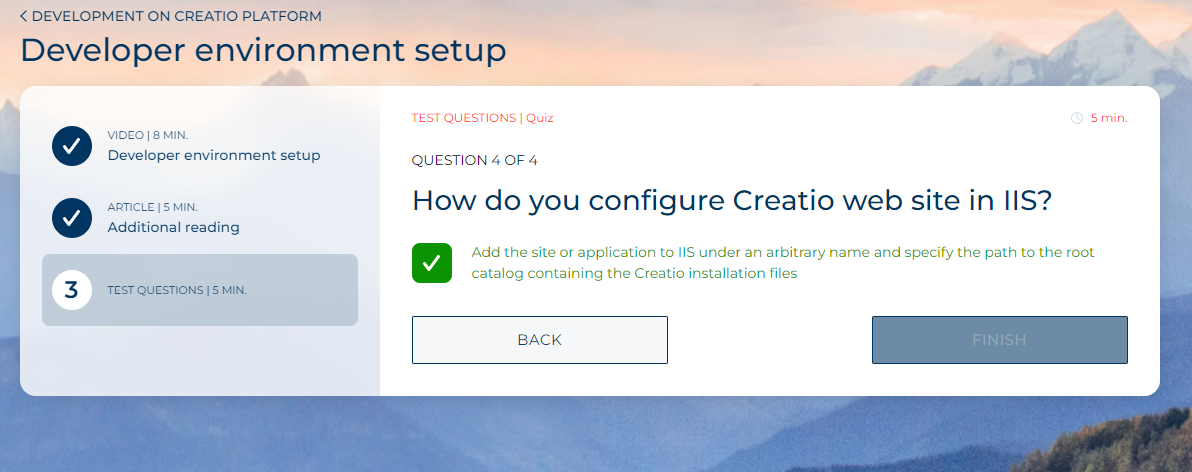 DEVELOPMENT ON CREATIO PLATFORM
Developer environment setup
VIDEO | 8 MIN.
Developer environment setup
ARTICLE | 5 MIN.
Additional reading
3
TEST QUESTIONS | 5 MIN.
TEST QUESTIONS | Quiz
5 min.
QUESTION 4 OF 4
How do you configure Creatio web site in IIS?
Add the site or application to IIS under an arbitrary name and specify the path to the root
catalog containing the Creatio installation files
BACK
FINISH